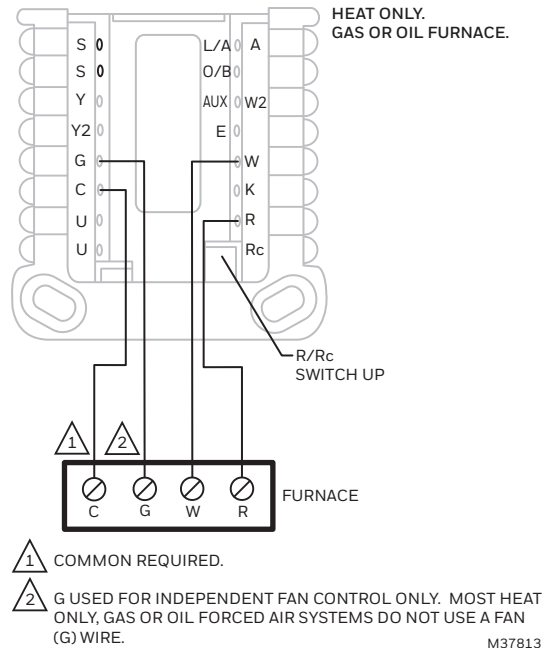 HEAT ONLY.
GAS OR OIL FURNACE.
S
S
Y
Y2
G
C
U
U
L/A A
O/B
AUX W2
E
W
K
R
Rc
R/Rc
SWITCH UP
1
2
C G W R
FURNACE
1 COMMON REQUIRED.
2 G USED FOR INDEPENDENT FAN CONTROL ONLY. MOST HEAT
ONLY, GAS OR OIL FORCED AIR SYSTEMS DO NOT USE A FAN
(G) WIRE.
M37813